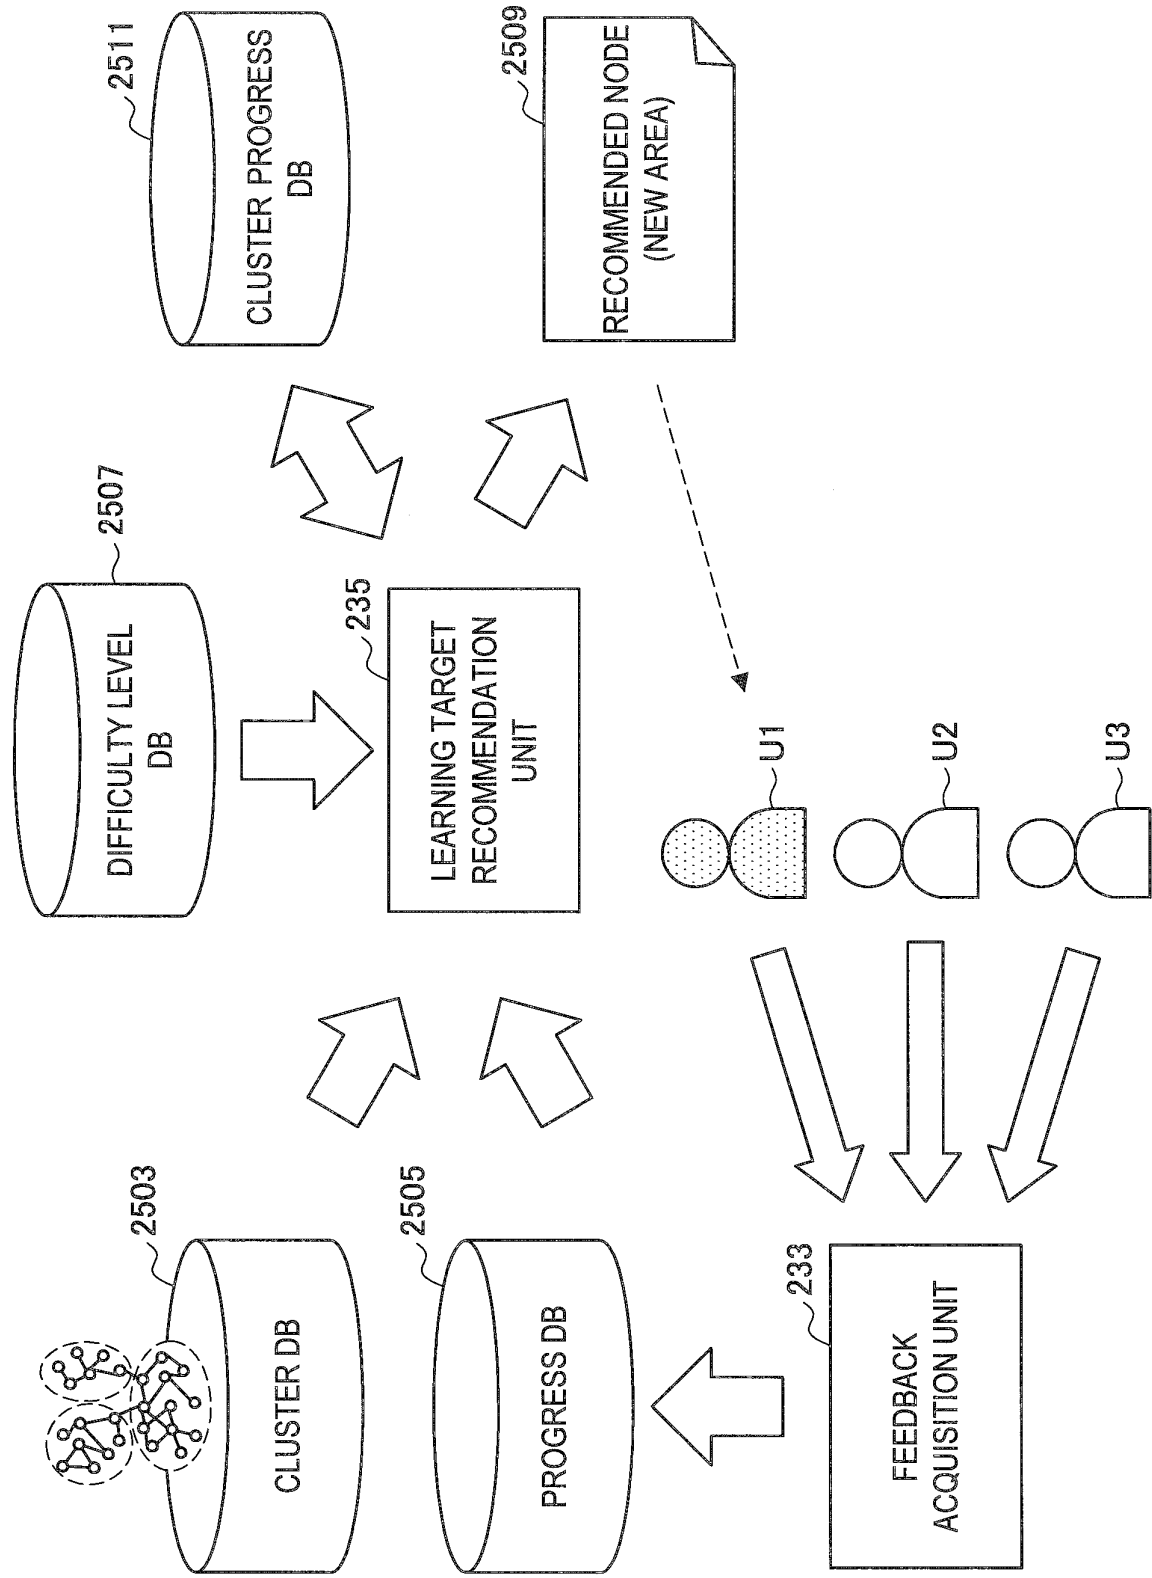 2503
CLUSTER DB
2505
PROGRESS DB
233
FEEDBACK
ACQUISITION UNIT
2507
DIFFICULTY LEVEL
DB
235
LEARNING TARGET
RECOMMENDATION
UNIT
U1
U2
U3
2511
CLUSTER PROGRESS
DB
2509
RECOMMENDED NODE
(NEW AREA)